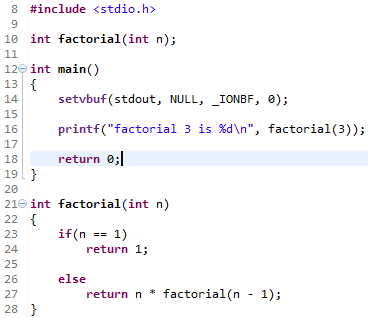 8 #include <stdio.h>
9
10 int factorial(int n);
11
12 int main()
13 {
14     setvbuf(stdout, NULL, _IONBF, 0);
15
16     printf("factorial 3 is %d\n", factorial(3));
17
18     return 0;
19 }
20
21 int factorial(int n)
22 {
23     if(n == 1)
24         return 1;
25
26     else
27         return n * factorial(n - 1);
28 }